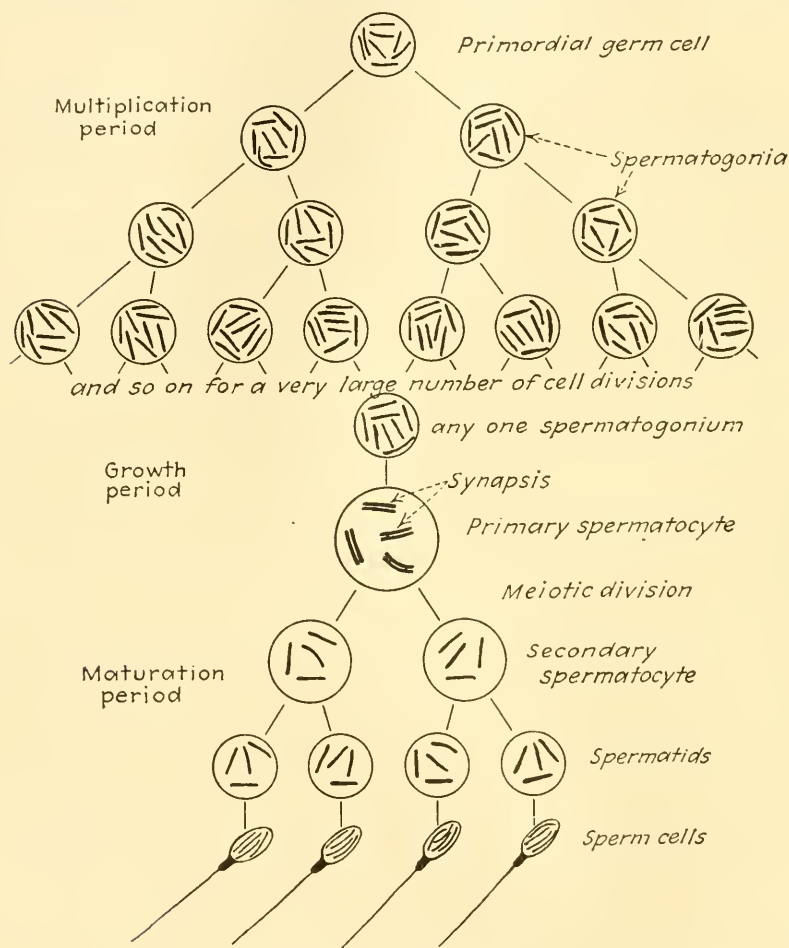 Primordial germ cell
Multiplication
period
Spermatogonia
and so on for a very large number of cell divisions
any one spermatogonium
Growth
period
Synapsis
Primary spermatocyte
Meiotic division
Secondary
spermatocyte
Maturation
period
Spermatids
Sperm cells